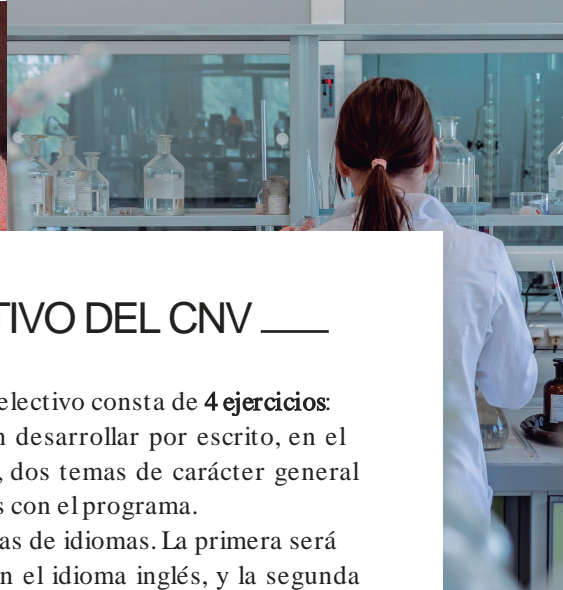 TIVO DEL CNV
electivo consta de 4 ejercicios:
n desarrollar por escrito, en el
, dos temas de carácter general
s con el programa.
as de idiomas. La primera será
n el idioma inglés, y la segunda